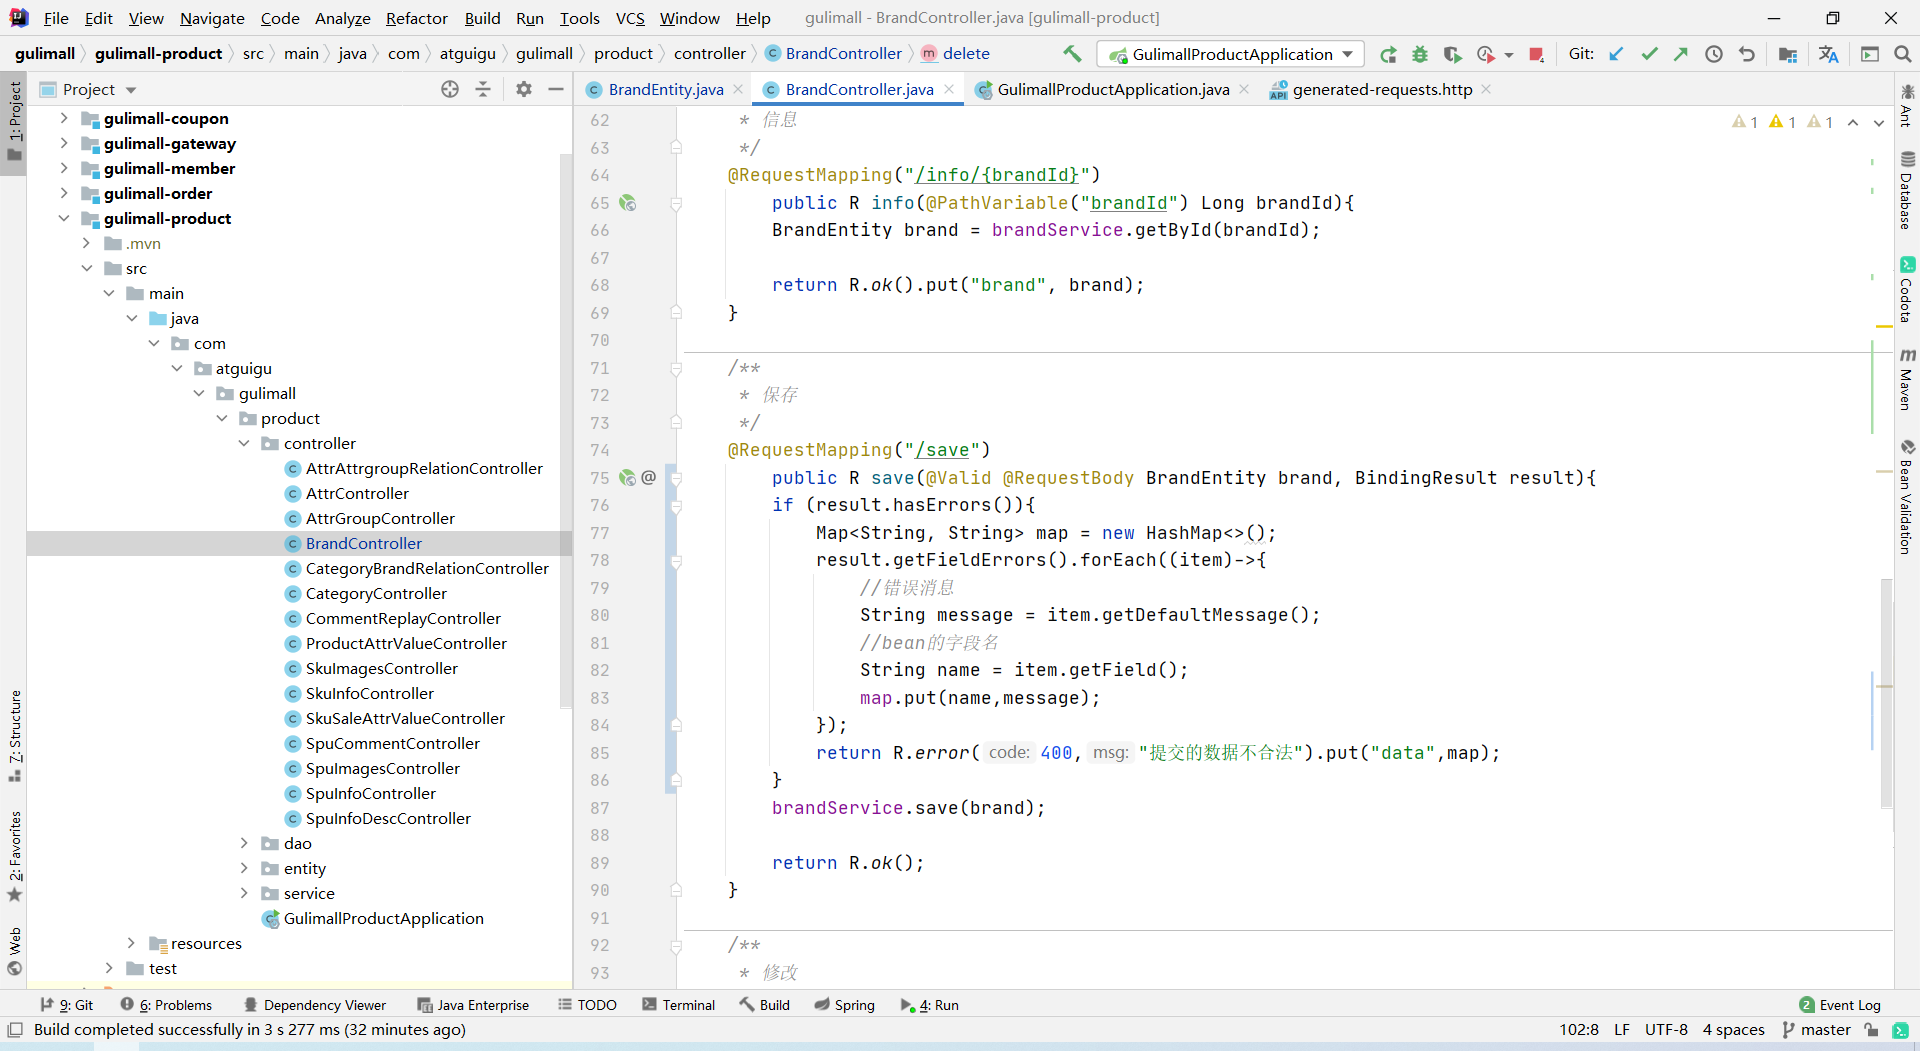 File Edit View Navigate Code Analyze Refactor Build Run Tools VCS Window Help gulimall - BrandController.java [gulimall-product]
gulimall gulimall-product src main java com atguigu gulimall product controller C BrandController m delete GulimallProductApplication Git:
1: Project
7: Structure
2: Favorites
Web
Project
gulimall-coupon
gulimall-gateway
gulimall-member
gulimall-order
gulimall-product
.mvn
src
main
java
com
atguigu
gulimall
product
controller
C AttrAttrgroupRelationController
C AttrController
C AttrGroupController
C BrandController
C CategoryBrandRelationController
C CategoryController
C CommentReplayController
C ProductAttrValueController
C SkuImagesController
C SkuInfoController
C SkuSaleAttrValueController
C SpuCommentController
C SpuImagesController
C SpuInfoController
C SpuInfoDescController
dao
entity
service
GulimallProductApplication
resources
test
C BrandEntity.java C BrandController.java GulimallProductApplication.java API generated-requests.http
1 1 1
62 * 信息
63 */
64 @RequestMapping("/info/{brandId}")
65 public R info(@PathVariable("brandId") Long brandId){
66 BrandEntity brand = brandService.getById(brandId);
67
68 return R.ok().put("brand", brand);
69 }
70
71 /**
72 * 保存
73 */
74 @RequestMapping("/save")
75 @ public R save(@Valid @RequestBody BrandEntity brand, BindingResult result){
76 if (result.hasErrors()){
77 Map<String, String> map = new HashMap<>();
78 result.getFieldErrors().forEach((item)->{
79 //错误消息
80 String message = item.getDefaultMessage();
81 //bean的字段名
82 String name = item.getField();
83 map.put(name,message);
84 });
85 return R.error( code: 400, msg: "提交的数据不合法").put("data",map);
86 }
87 brandService.save(brand);
88
89 return R.ok();
90 }
91
92 /**
93 * 修改
Ant
Database
Codota
m Maven
Bean Validation
9: Git 6: Problems Dependency Viewer Java Enterprise TODO Terminal Build Spring 4: Run 2 Event Log
Build completed successfully in 3 s 277 ms (32 minutes ago) 102:8 LF UTF-8 4 spaces master